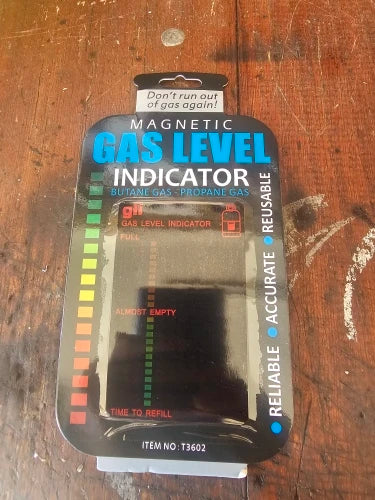 Don't run out
of gas again!
MAGNETIC
GAS LEVEL
INDICATOR
BUTANE GAS - PROPANE GAS
GAS LEVEL INDICATOR
FULL
ALMOST EMPTY
TIME TO REFILL
RELIABLE ● ACCURATE ● REUSABLE
ITEM NO: T3602